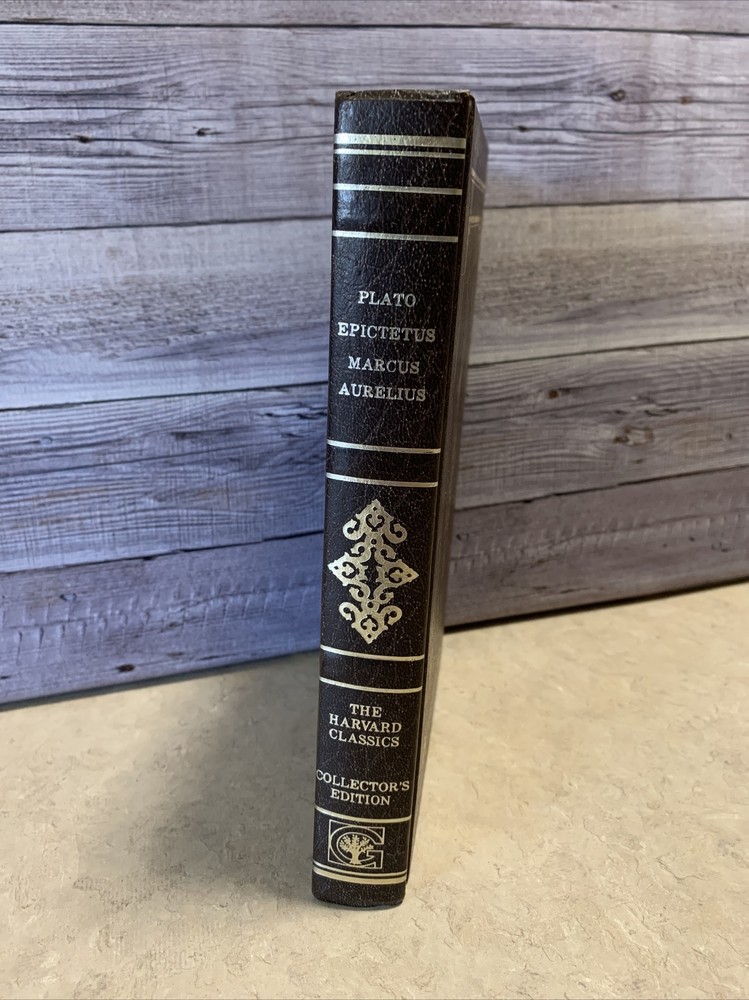 PLATO
EPICTETUS
MARCUS
AURELIUS
THE
HARVARD
CLASSICS
COLLECTOR'S
EDITION
G